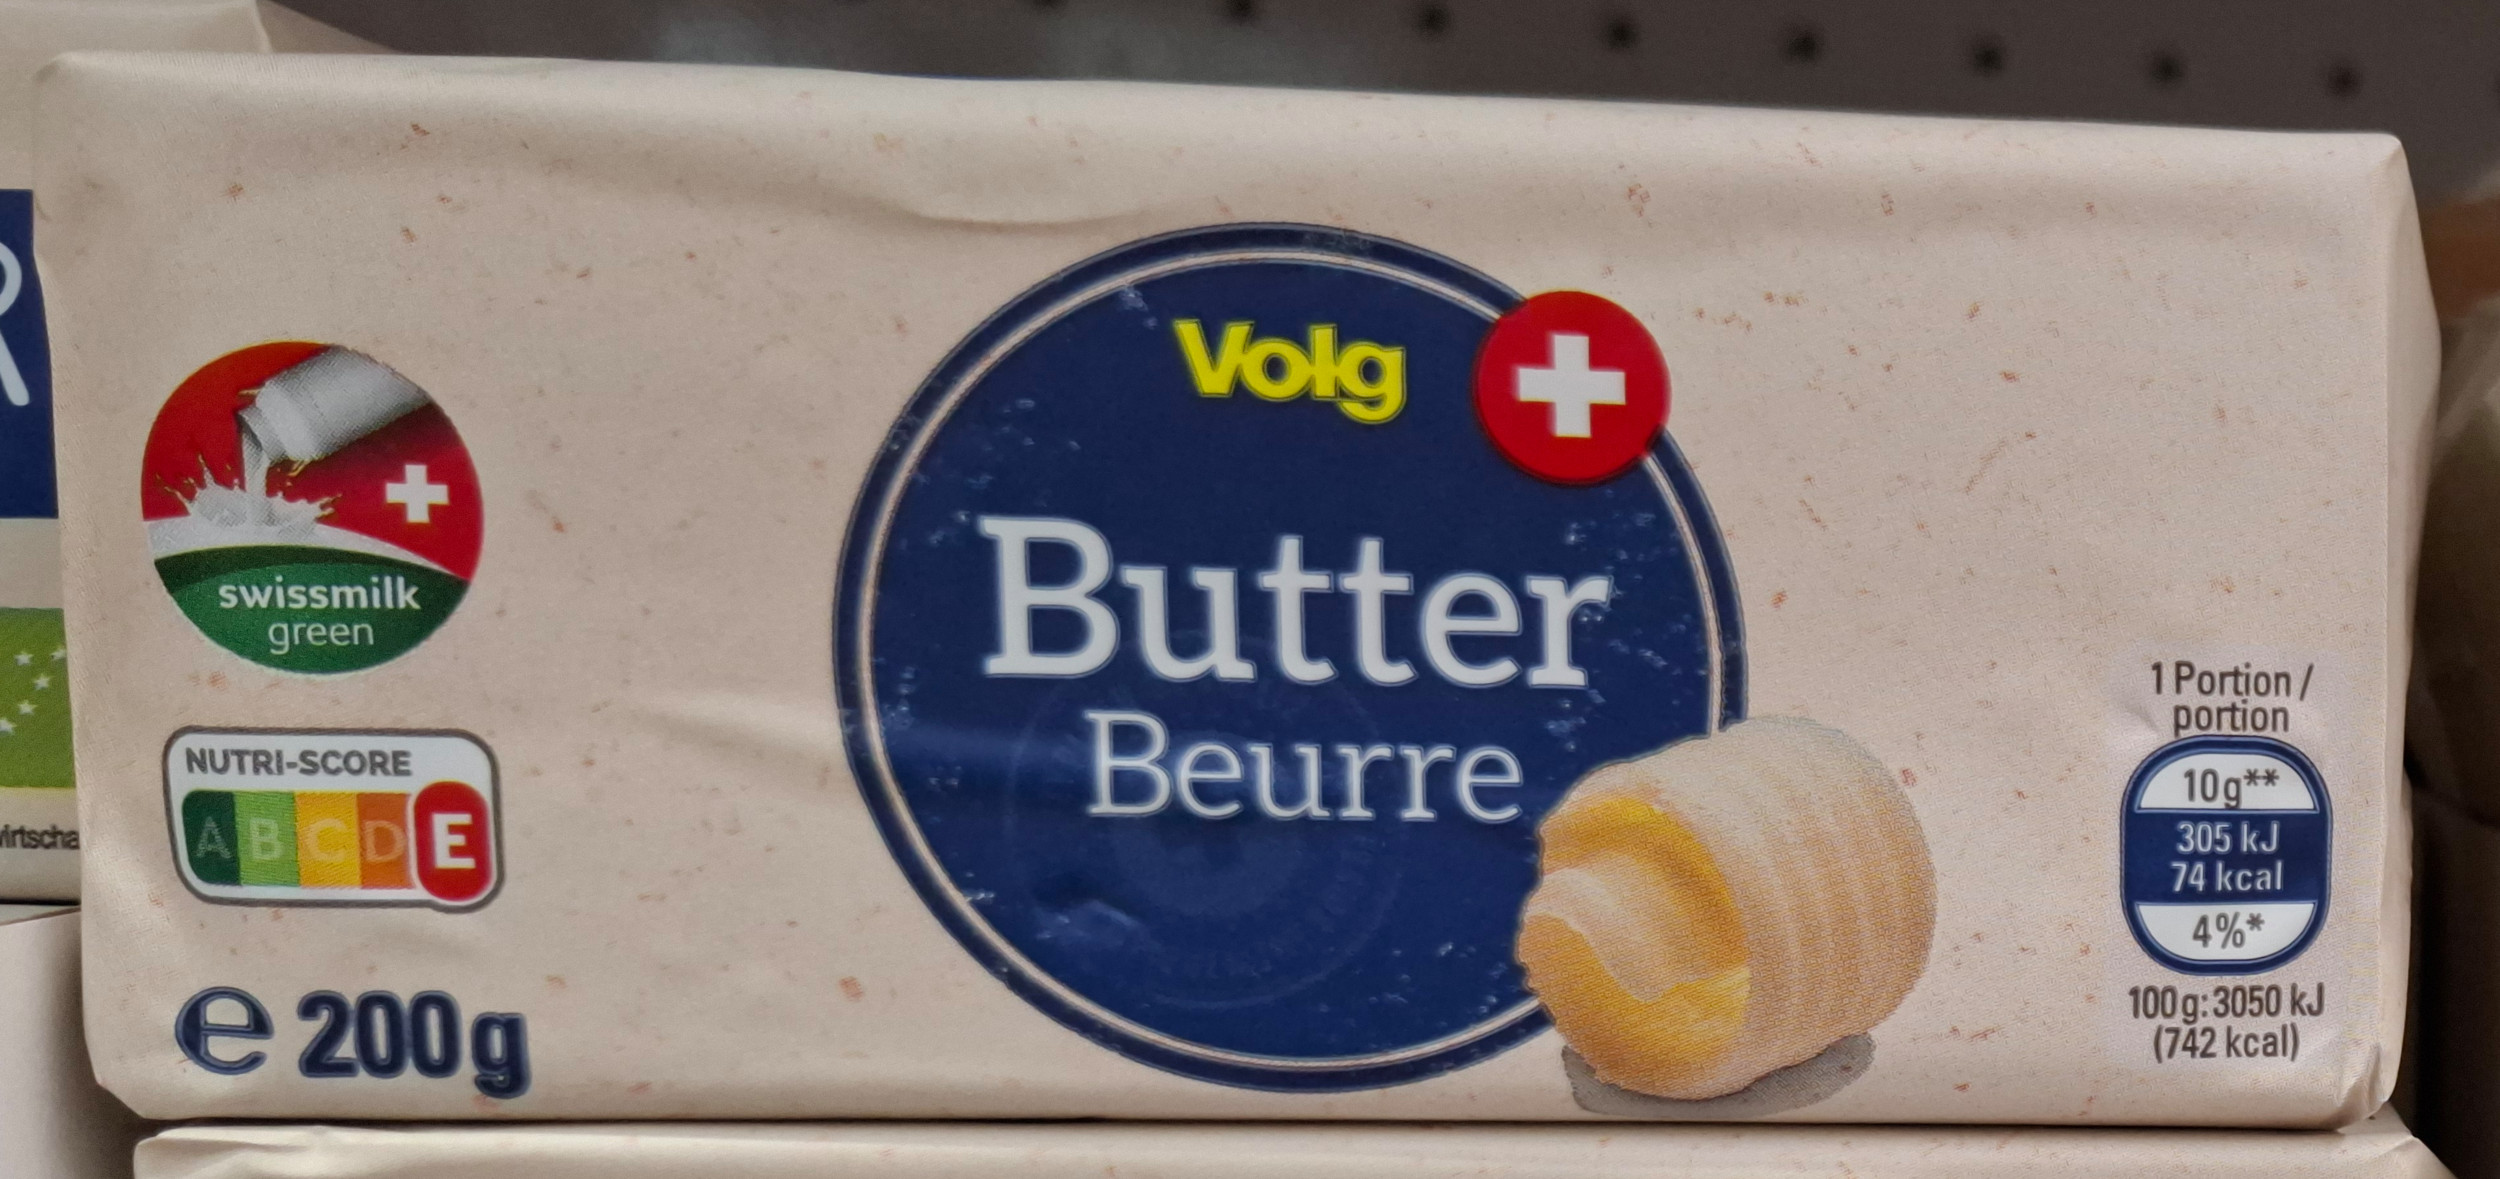 Volg
Butter
Beurre
swissmilk
green
NUTRI-SCORE
A B C D E
e 200g
1 Portion /
portion
10g**
305 kJ
74 kcal
4%*
100g: 3050 kJ
(742 kcal)